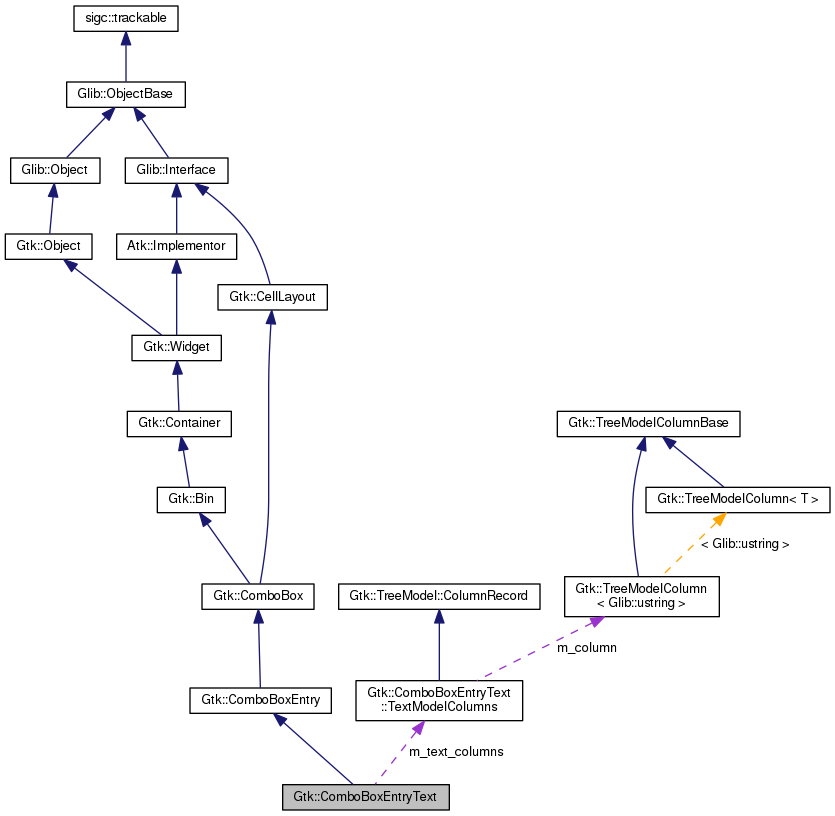 sigc::trackable
Glib::ObjectBase
Glib::Object
Glib::Interface
Gtk::Object
Atk::Implementor
Gtk::CellLayout
Gtk::Widget
Gtk::Container
Gtk::TreeModelColumnBase
Gtk::Bin
Gtk::TreeModelColumn< T >
< Glib::ustring >
Gtk::ComboBox
Gtk::TreeModel::ColumnRecord
Gtk::TreeModelColumn
< Glib::ustring >
m_column
Gtk::ComboBoxEntry
Gtk::ComboBoxEntryText
::TextModelColumns
m_text_columns
Gtk::ComboBoxEntryText